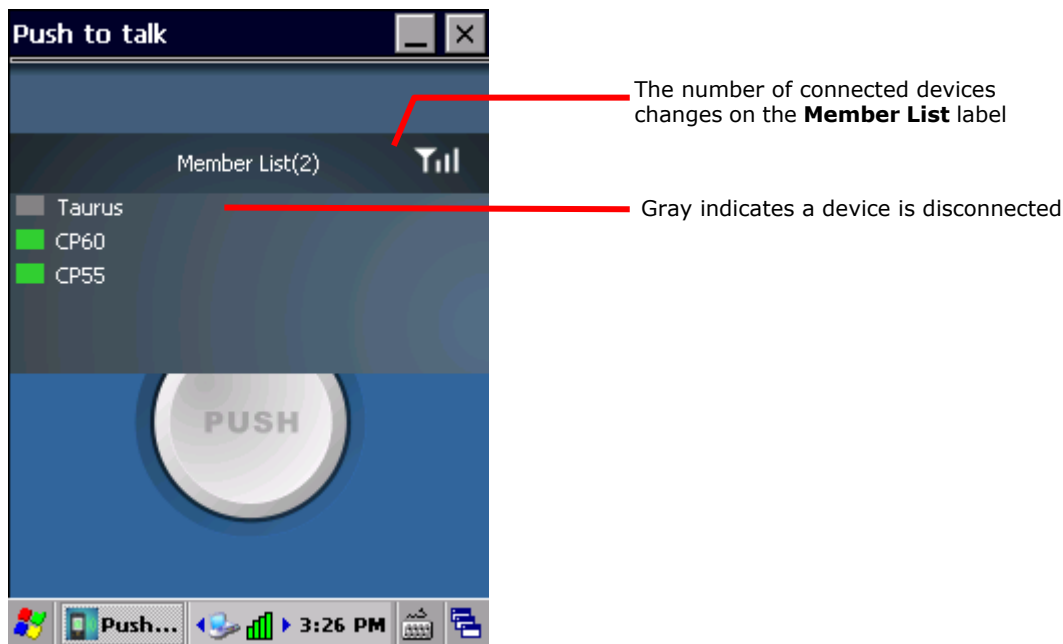 Push to talk
The number of connected devices
changes on the Member List label
Member List(2)
Taurus
Gray indicates a device is disconnected
CP60
CP55
PUSH
Push... 3:26 PM